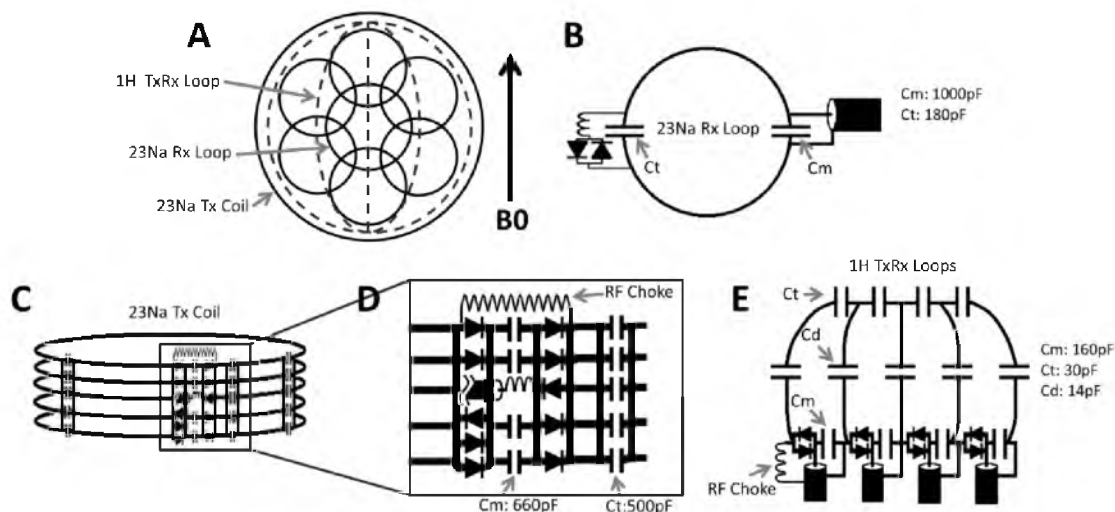 A
1H TxRx Loop
23Na Rx Loop
23Na Tx Coil
B0
B
23Na Rx Loop
Ct
Cm
Cm: 1000pF
Ct: 180pF
C
23Na Tx Coil
D
RF Choke
Cm: 660pF
Ct:500pF
E
1H TxRx Loops
Ct
Cd
Cm
RF Choke
Cm: 160pF
Ct: 30pF
Cd: 14pF